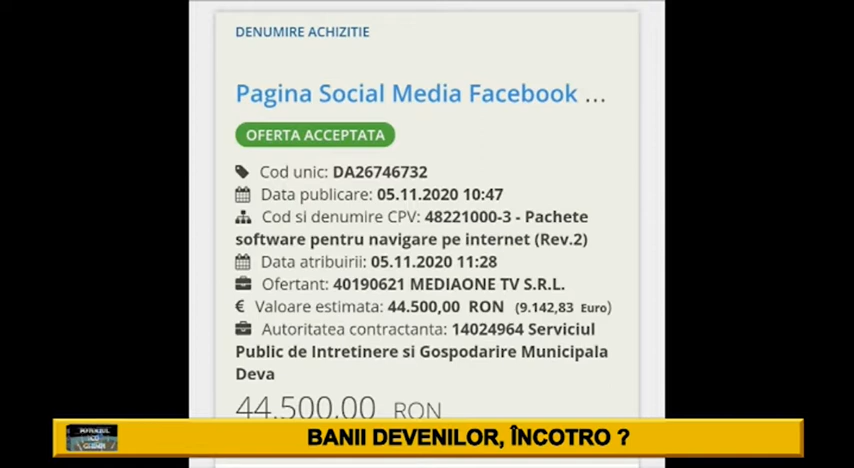 DENUMIRE ACHIZITIE
Pagina Social Media Facebook ...
OFERTA ACCEPTATA
Cod unic: DA26746732
Data publicare: 05.11.2020 10:47
Cod si denumire CPV: 48221000-3 - Pachete
software pentru navigare pe internet (Rev.2)
Data atribuirii: 05.11.2020 11:28
Ofertant: 40190621 MEDIAONE TV S.R.L.
€ Valoare estimata: 44.500,00 RON (9.142,83 Euro)
Autoritatea contractanta: 14024964 Serviciul
Public de Intretinere si Gospodarire Municipala
Deva
44.500,00 RON
BANII DEVENILOR, ÎNCOTRO ?